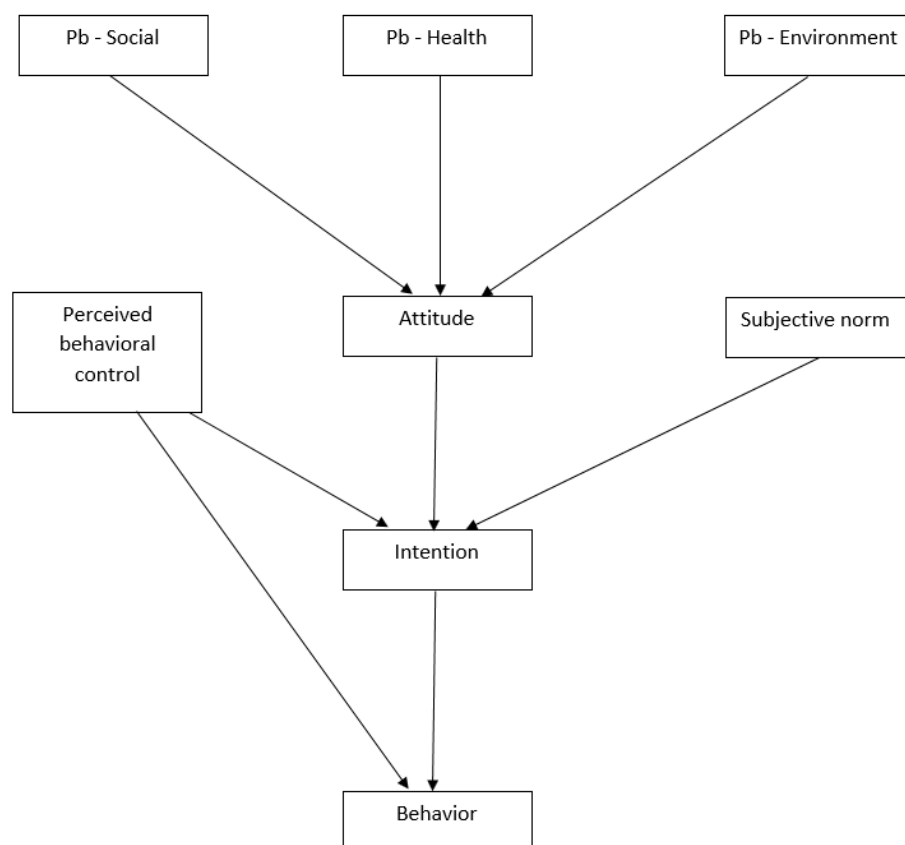 Pb - Social
Pb - Health
Pb - Environment
Perceived
behavioral
control
Attitude
Subjective norm
Intention
Behavior